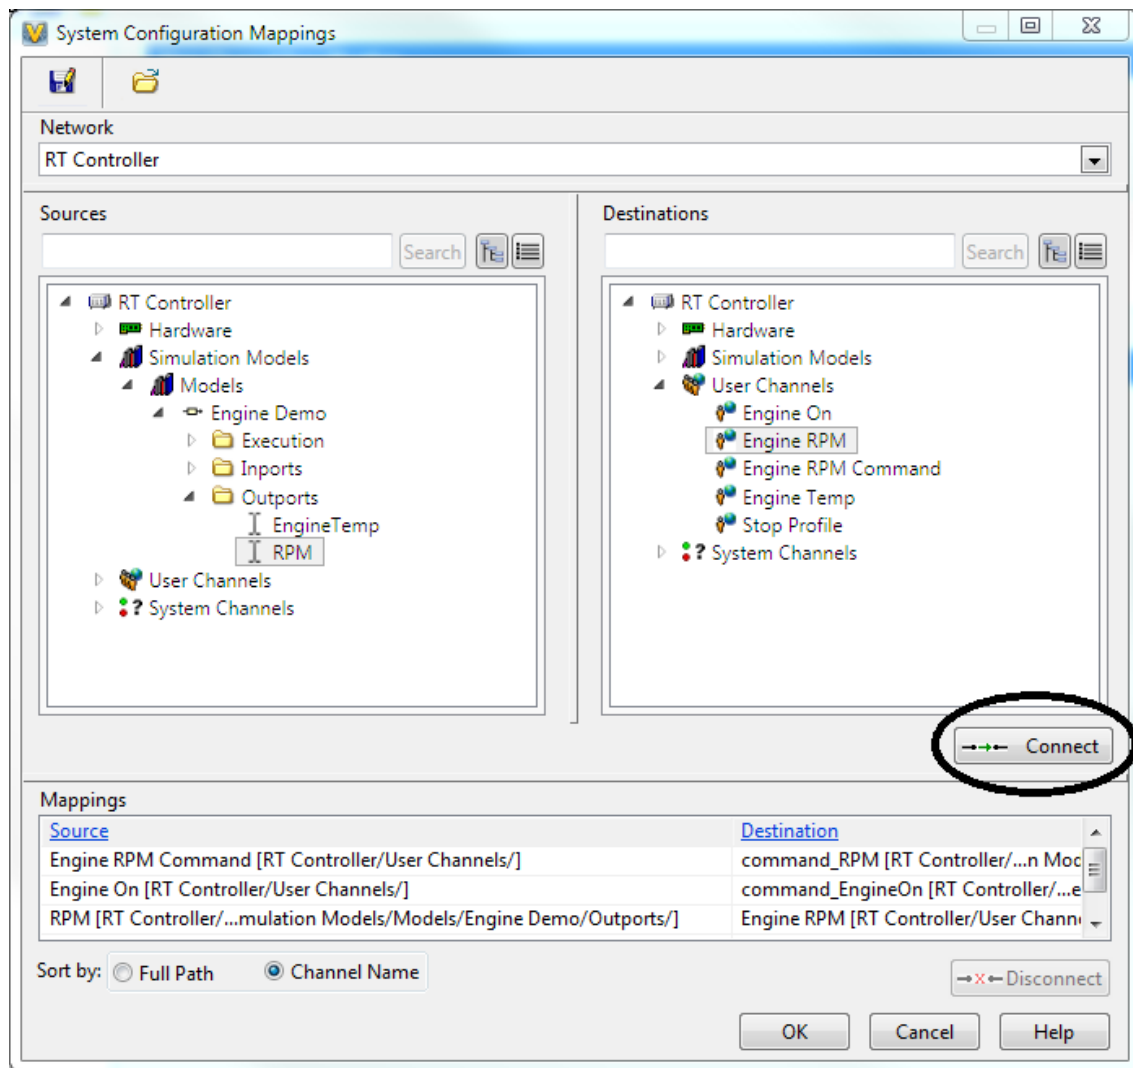 System Configuration Mappings
Network
RT Controller
Sources
Search
RT Controller
Hardware
Simulation Models
Models
Engine Demo
Execution
Inports
Outports
EngineTemp
RPM
User Channels
? System Channels
Destinations
Search
RT Controller
Hardware
Simulation Models
User Channels
Engine On
Engine RPM
Engine RPM Command
Engine Temp
Stop Profile
? System Channels
Connect
Mappings
Source Destination
Engine RPM Command [RT Controller/User Channels/] command_RPM [RT Controller/...n Moc
Engine On [RT Controller/User Channels/] command_EngineOn [RT Controller/...e
RPM [RT Controller/...mulation Models/Models/Engine Demo/Outports/] Engine RPM [RT Controller/User Chann
Sort by: Full Path Channel Name
Disconnect
OK Cancel Help